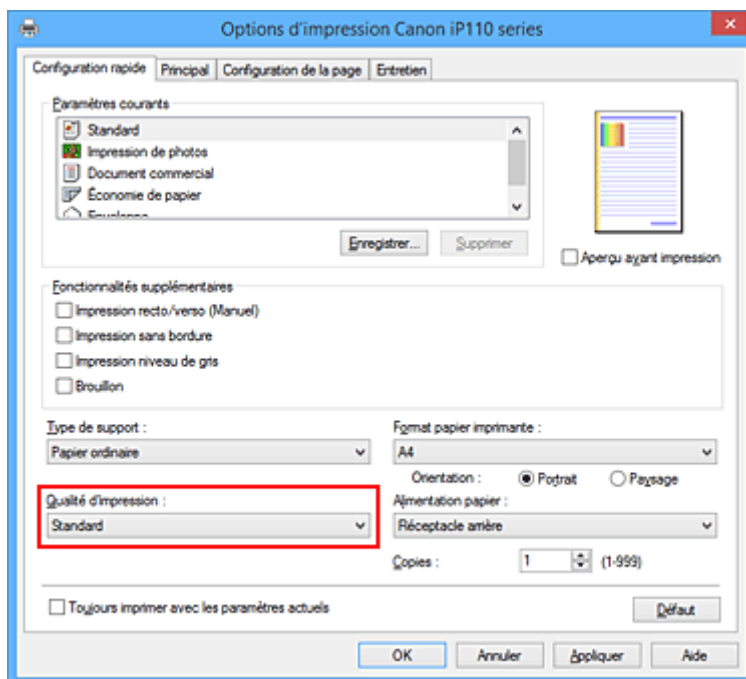 Options d'impression Canon iP110 series
Configuration rapide Principal Configuration de la page Entretien
Paramètres courants
Standard
Impression de photos
Document commercial
Économie de papier
Enregistrer... Supprimer
Aperçu avant impression
Fonctionnalités supplémentaires
Impression recto/verso (Manuel)
Impression sans bordure
Impression niveau de gris
Brouillon
Type de support : Format papier imprimante :
Papier ordinaire A4
Orientation : Portrait Paysage
Qualité d'impression : Alimentation papier :
Standard Réceptacle arrière
Copies : 1 (1-999)
Toujours imprimer avec les paramètres actuels Défaut
OK Annuler Appliquer Aide